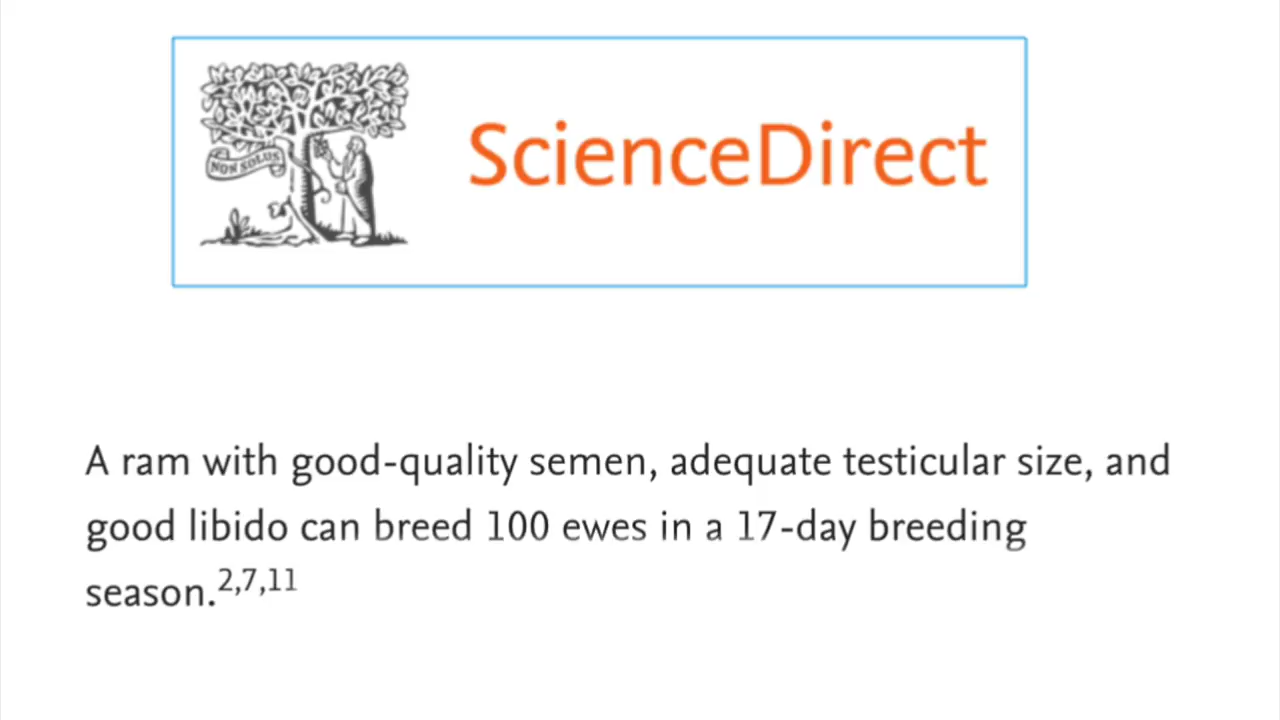 NON SOLUS
ScienceDirect
A ram with good-quality semen, adequate testicular size, and
good libido can breed 100 ewes in a 17-day breeding
season.2,7,11